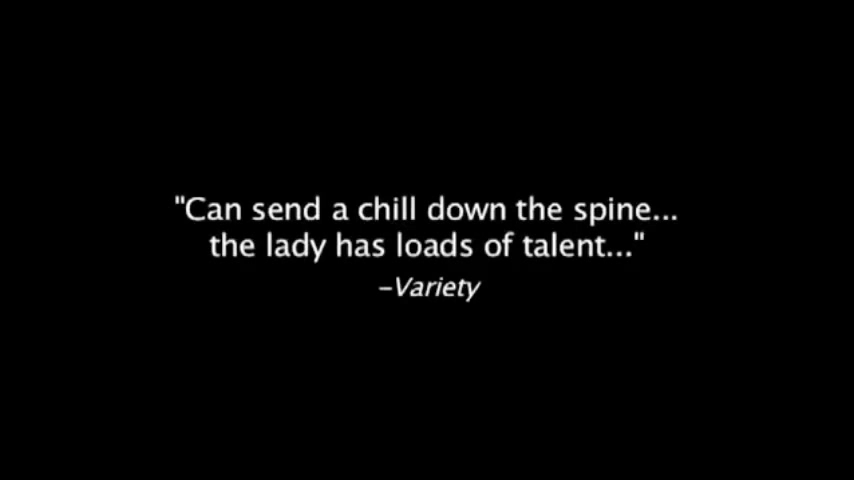 "Can send a chill down the spine...
the lady has loads of talent..."
–Variety